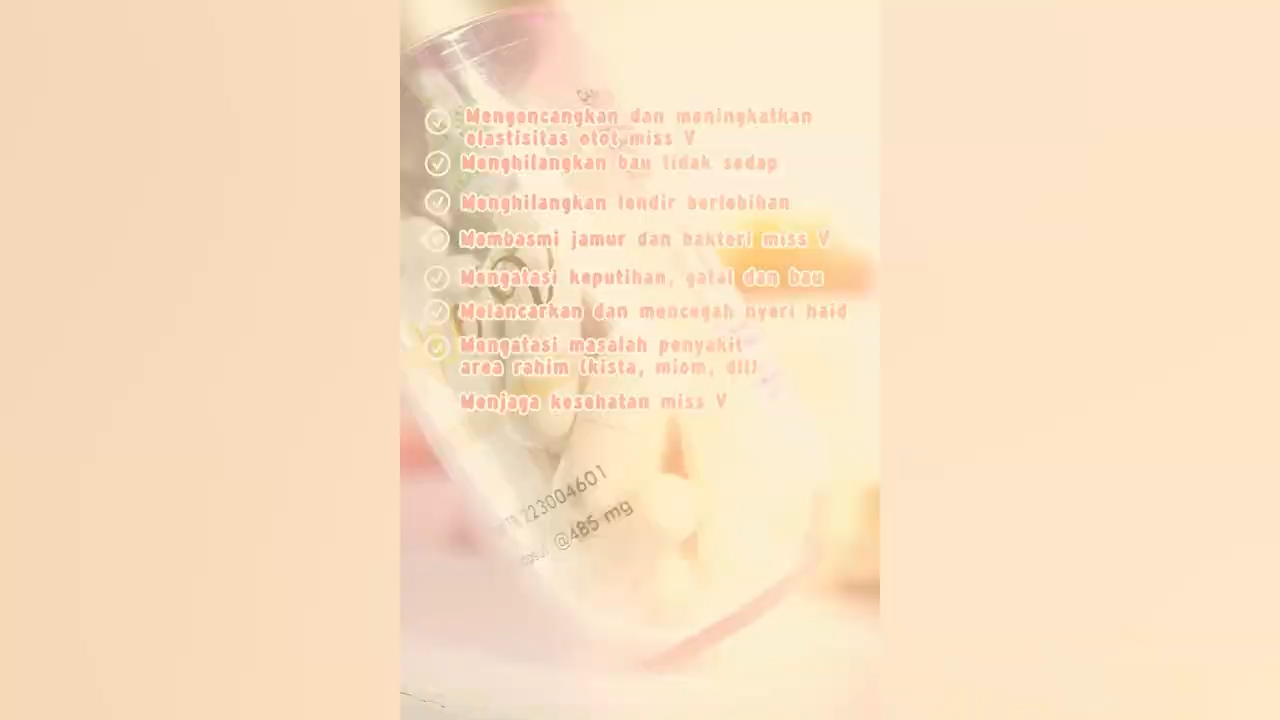 Mengencangkan dan meningkatkan
elastisitas otot miss V
Menghilangkan bau tidak sedap
Menghilangkan lendir berlebihan
Membasmi jamur dan bakteri miss V
Mengatasi keputihan, gatal dan bau
Melancarkan dan mencegah nyeri haid
Mengatasi masalah penyakit
area rahim (kista, miom, dll)
Menjaga kesehatan miss V
223004601
@485 mg